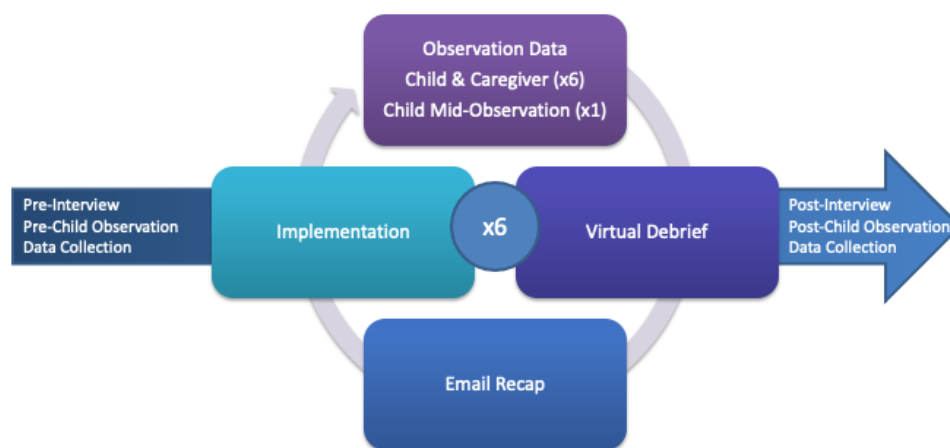 Observation Data
Child & Caregiver (x6)
Child Mid-Observation (x1)
Pre-Interview
Pre-Child Observation
Data Collection
Implementation
x6
Virtual Debrief
Post-Interview
Post-Child Observation
Data Collection
Email Recap